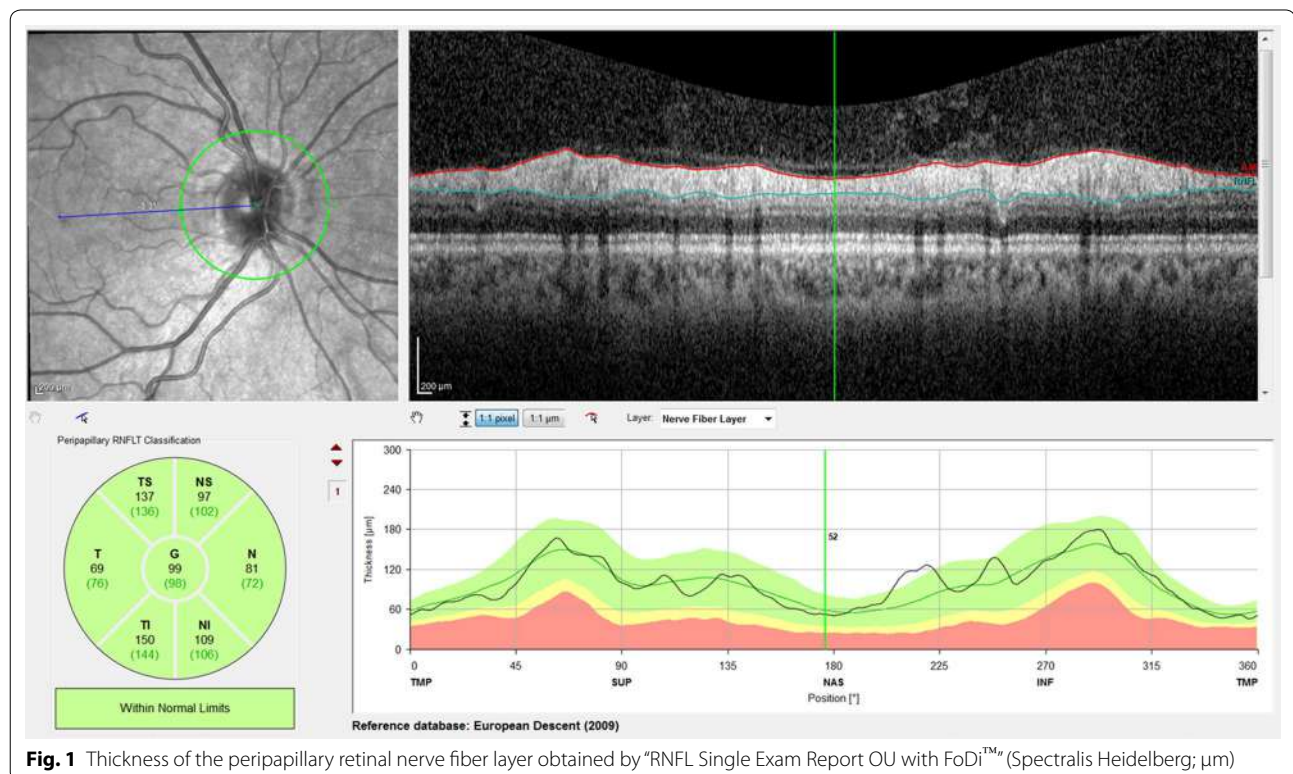 -3.3°
200 µm
ILM
RNFL
200 µm
1:1 pixel 1:1 µm Layer: Nerve Fiber Layer
Peripapillary RNFLT Classification
TS
137
(136)
NS
97
(102)
T
69
(76)
G
99
(98)
N
81
(72)
TI
150
(144)
NI
109
(106)
Within Normal Limits
1
Thickness [µm]
300
240
180
120
60
0
52
0 45 90 135 180 225 270 315 360
TMP SUP NAS INF TMP
Position [°]
Reference database: European Descent (2009)
Fig. 1 Thickness of the peripapillary retinal nerve fiber layer obtained by “RNFL Single Exam Report OU with FoDi™” (Spectralis Heidelberg; µm)